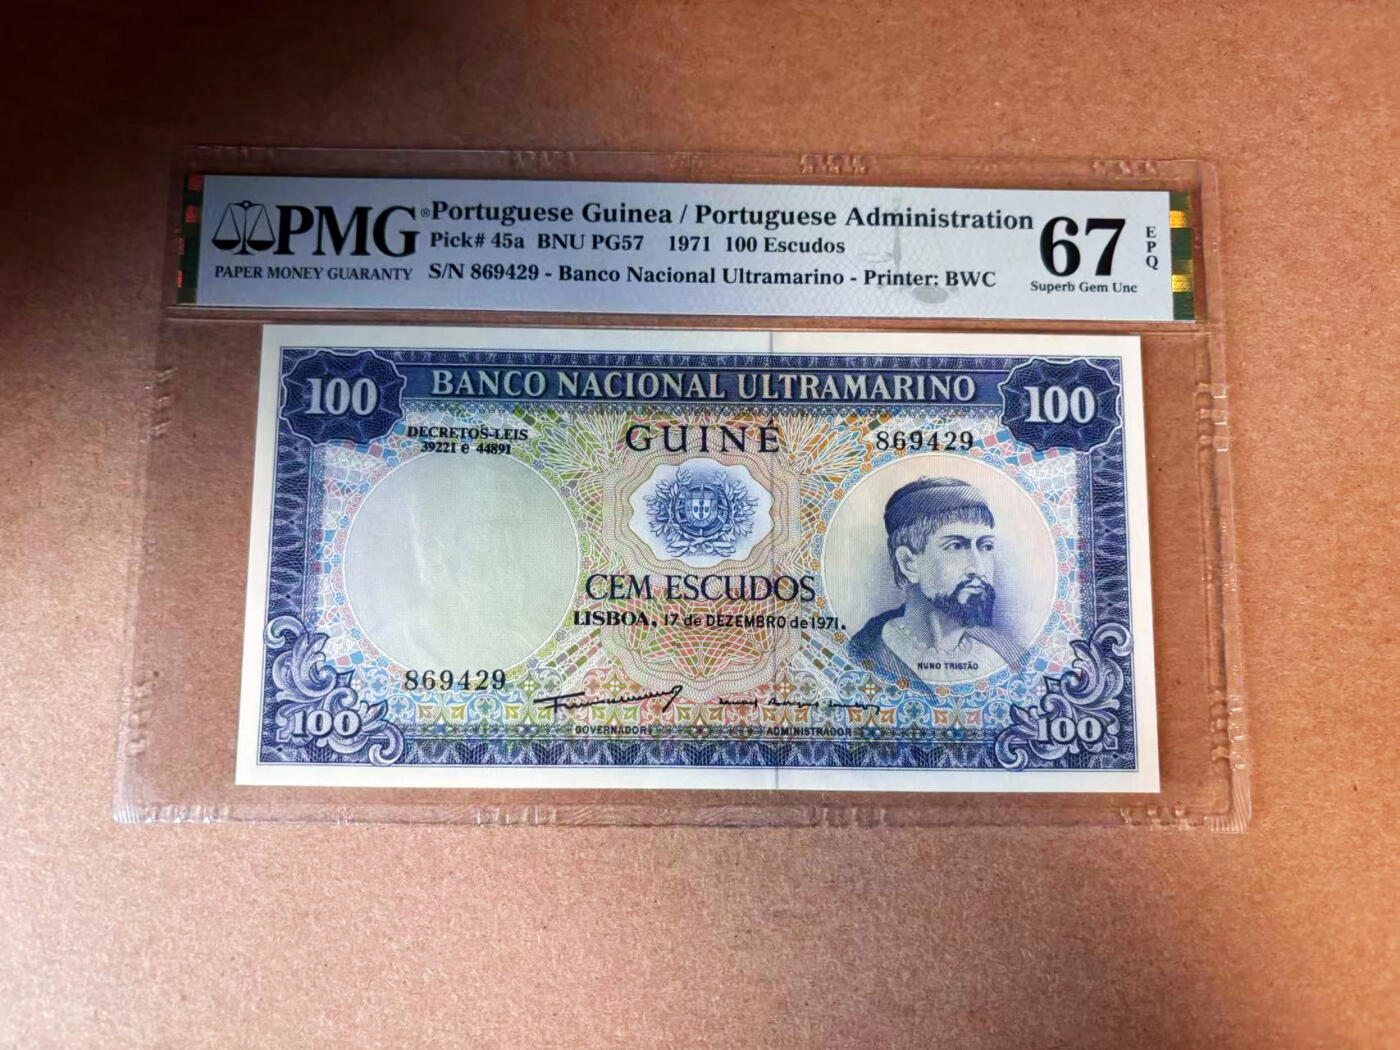 PMG® Portuguese Guinea / Portuguese Administration
PAPER MONEY GUARANTY
Pick# 45a BNU PG57 1971 100 Escudos
S/N 869429 - Banco Nacional Ultramarino - Printer: BWC
67
EPQ
Superb Gem Unc
100 BANCO NACIONAL ULTRAMARINO 100
DECRETOS-LEIS
39221 e 44891
GUINÉ
869429
CEM ESCUDOS
LISBOA, 17 de DEZEMBRO de 1971.
NUNO TRISTÃO
869429
GOVERNADOR
ADMINISTRADOR
100 100